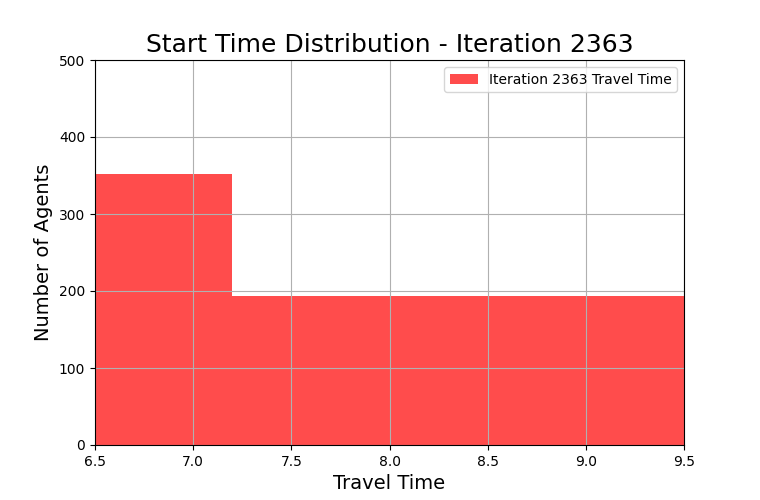 Start Time Distribution - Iteration 2363
Iteration 2363 Travel Time
Number of Agents
500
400
300
200
100
0
6.5 7.0 7.5 8.0 8.5 9.0 9.5
Travel Time